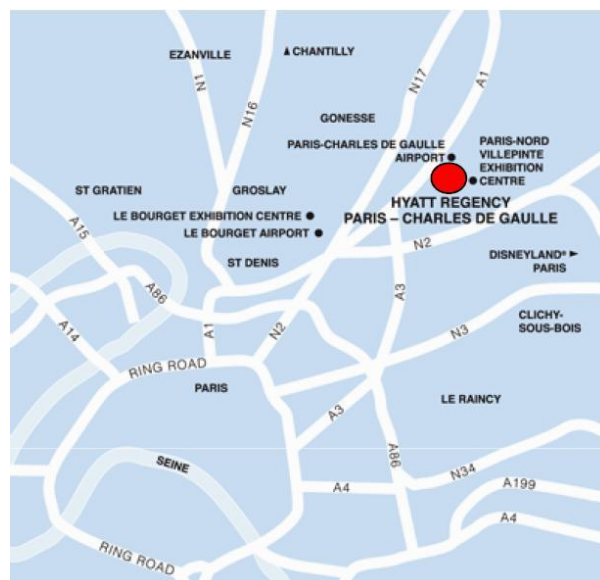 EZANVILLE
CHANTILLY
N1
N16
N17
A1
GONESSE
PARIS-CHARLES DE GAULLE
AIRPORT
PARIS-NORD
VILLEPINTE
EXHIBITION
CENTRE
ST GRATIEN
GROSLAY
HYATT REGENCY
PARIS – CHARLES DE GAULLE
A15
LE BOURGET EXHIBITION CENTRE
LE BOURGET AIRPORT
N2
DISNEYLAND®
PARIS
ST DENIS
A86
A3
CLICHY-
SOUS-BOIS
A14
A1
N2
N3
RING ROAD
PARIS
LE RAINCY
A3
A86
SEINE
N34
A4
A199
A4
RING ROAD